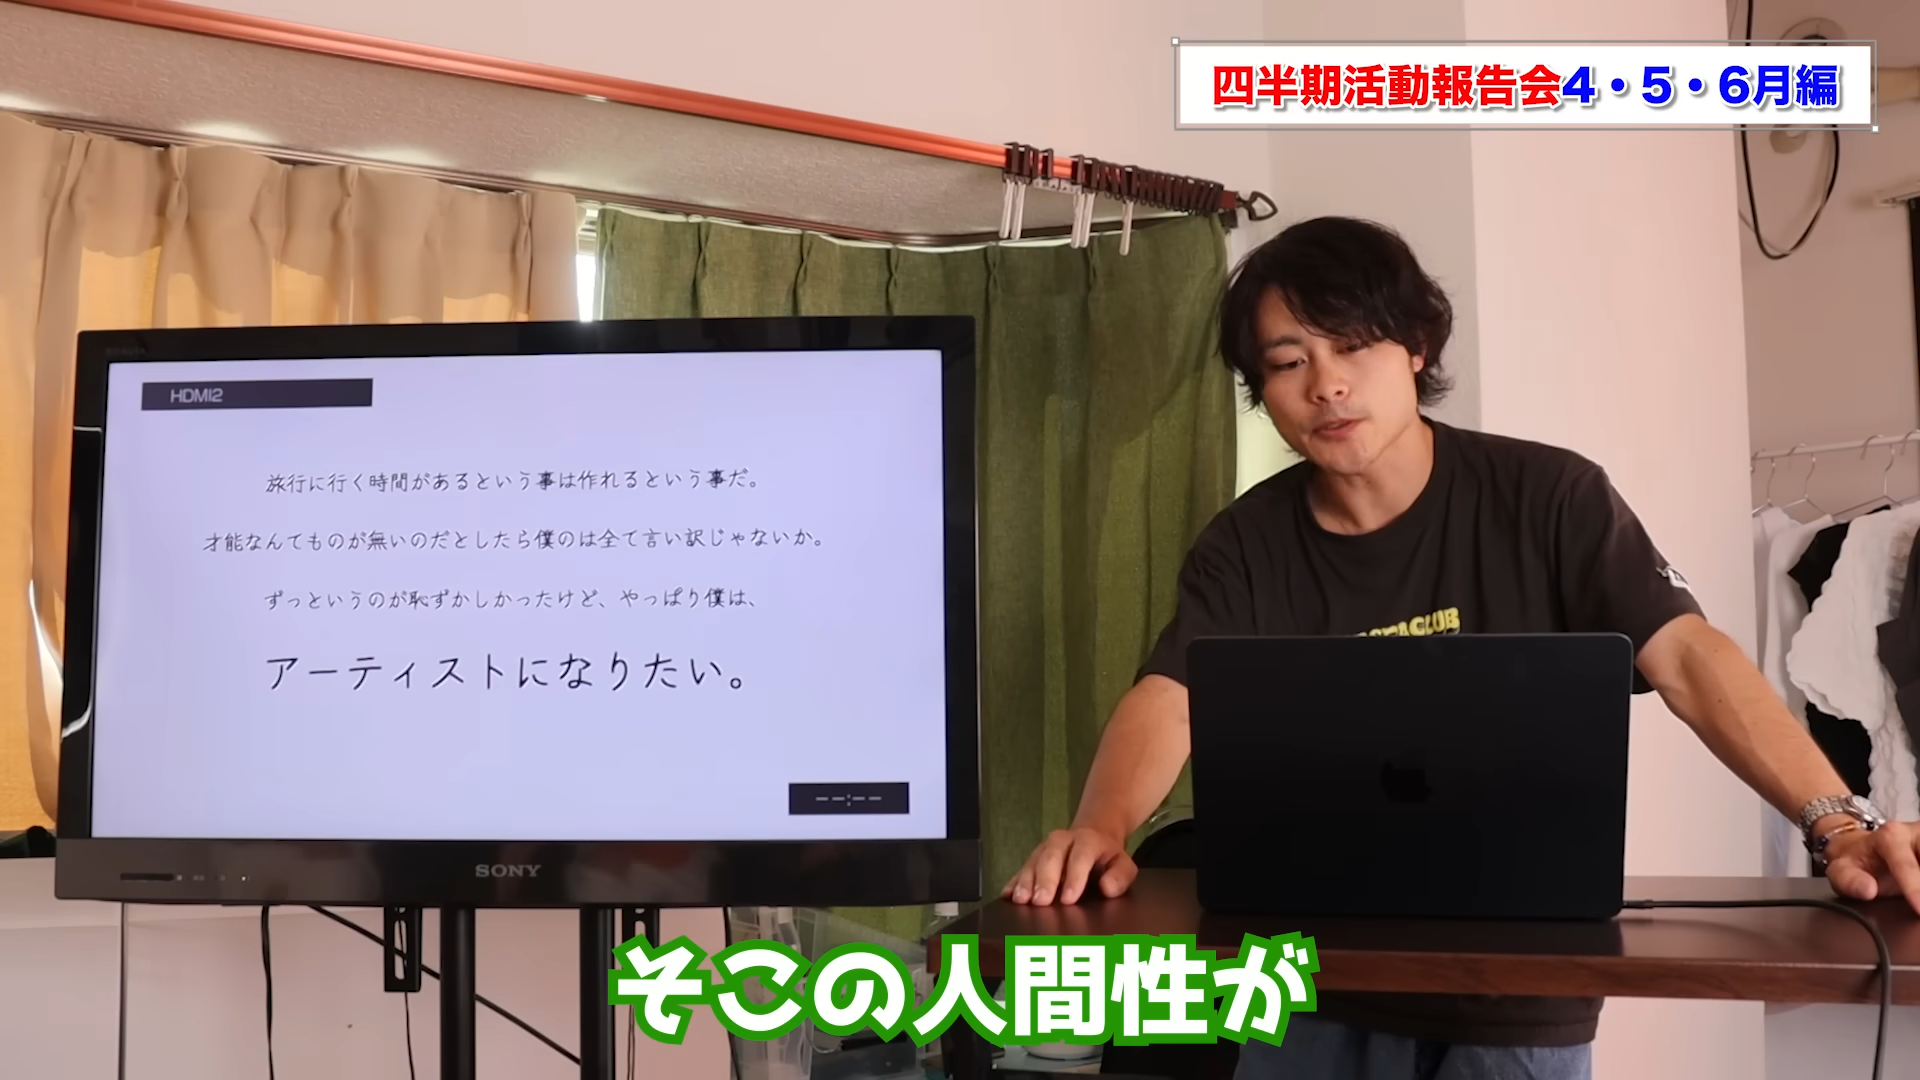 四半期活動報告会4・5・6月編
HDMI2
旅行に行く時間があるという事は作れるという事だ。
才能なんてものが無いのだとしたら僕のは全て言い訳じゃないか。
ずっというのが恥ずかしかったけど、やっぱり僕は、
アーティストになりたい。
--:--
SONY
そこの人間性が